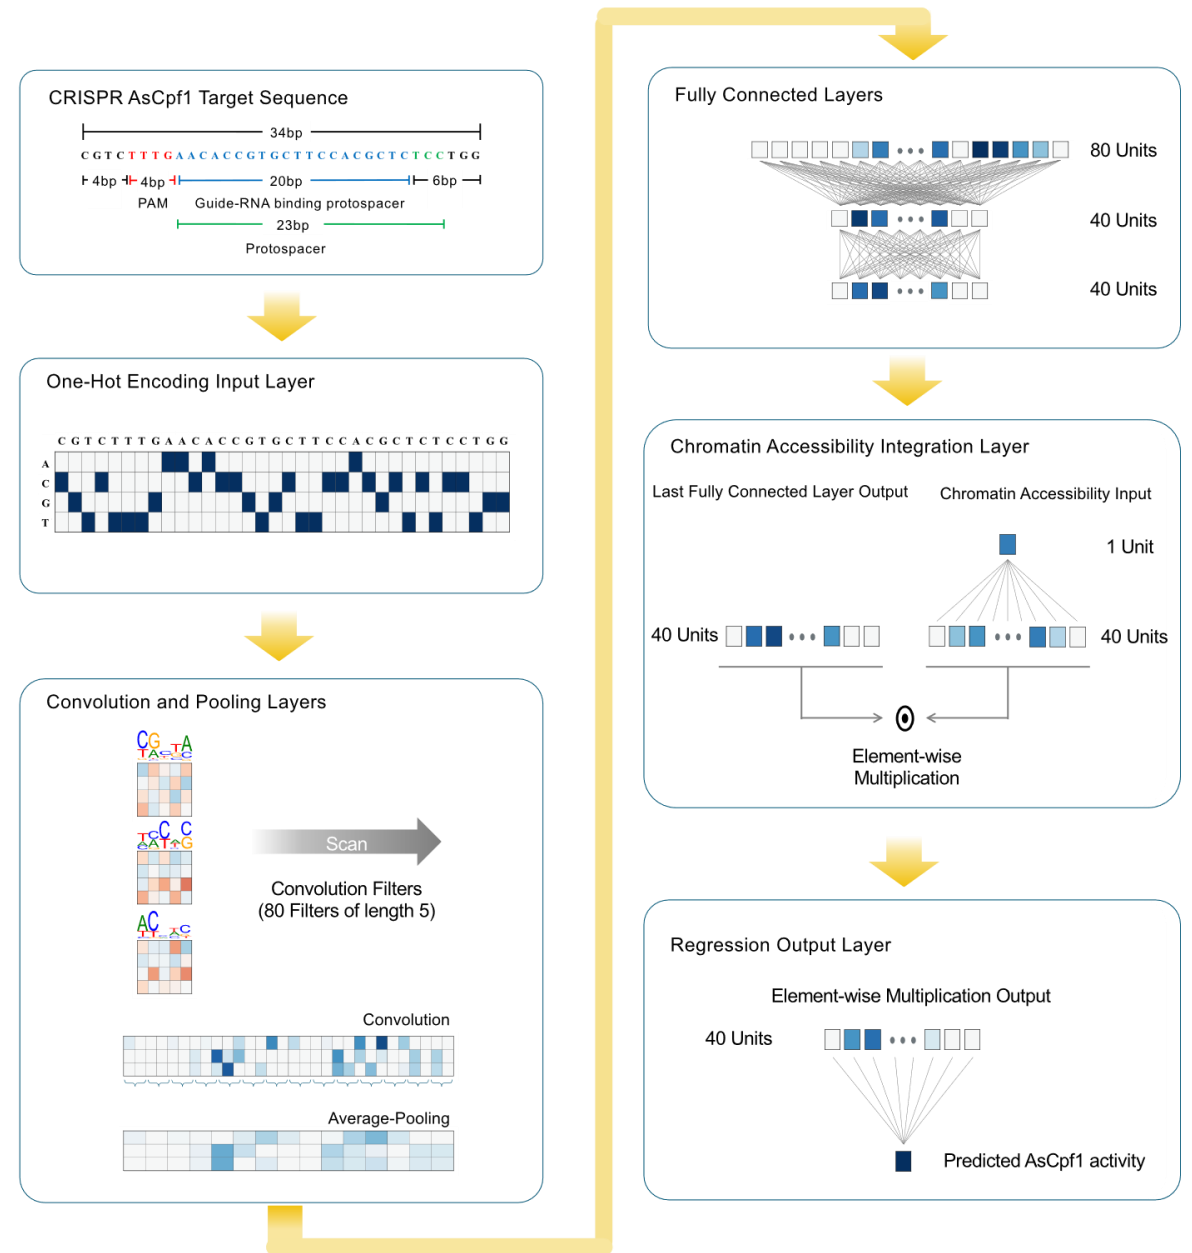 CRISPR AsCpf1 Target Sequence
34bp
CGTCTTTGAACACCGTGCTTCCACGCTCTCCTGG
4bp 4bp 20bp 6bp
PAM Guide-RNA binding protospacer
23bp
Protospacer
One-Hot Encoding Input Layer
C G T C T T T G A A C A C C G T G C T T C C A C G C T C T C C T G G
A
C
G
T
Convolution and Pooling Layers
Scan
Convolution Filters
(80 Filters of length 5)
Convolution
Average-Pooling
Fully Connected Layers
80 Units
40 Units
40 Units
Chromatin Accessibility Integration Layer
Last Fully Connected Layer Output
Chromatin Accessibility Input
1 Unit
40 Units
40 Units
Element-wise
Multiplication
Regression Output Layer
Element-wise Multiplication Output
40 Units
Predicted AsCpf1 activity